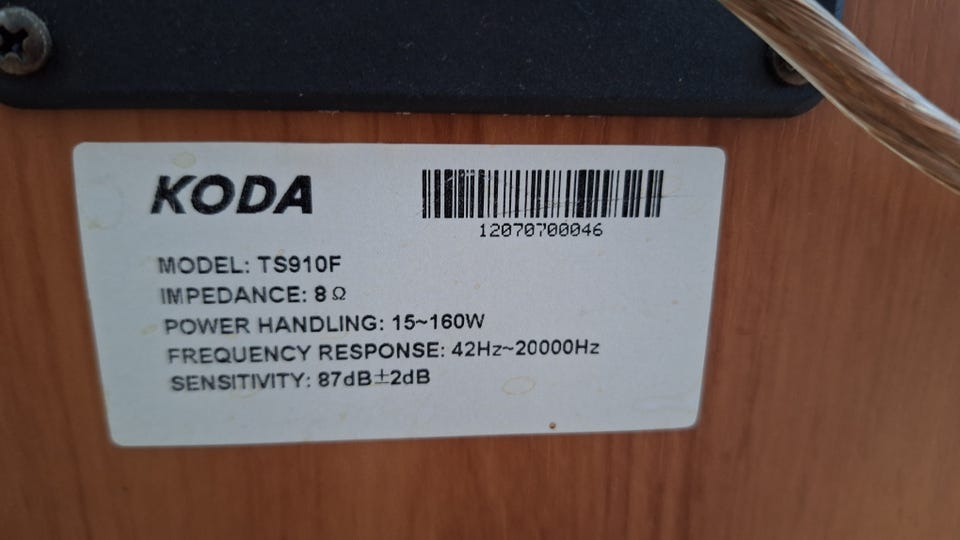 KODA
12070700046
MODEL: TS910F
IMPEDANCE: 8 Ω
POWER HANDLING: 15~160W
FREQUENCY RESPONSE: 42Hz~20000Hz
SENSITIVITY: 87dB±2dB